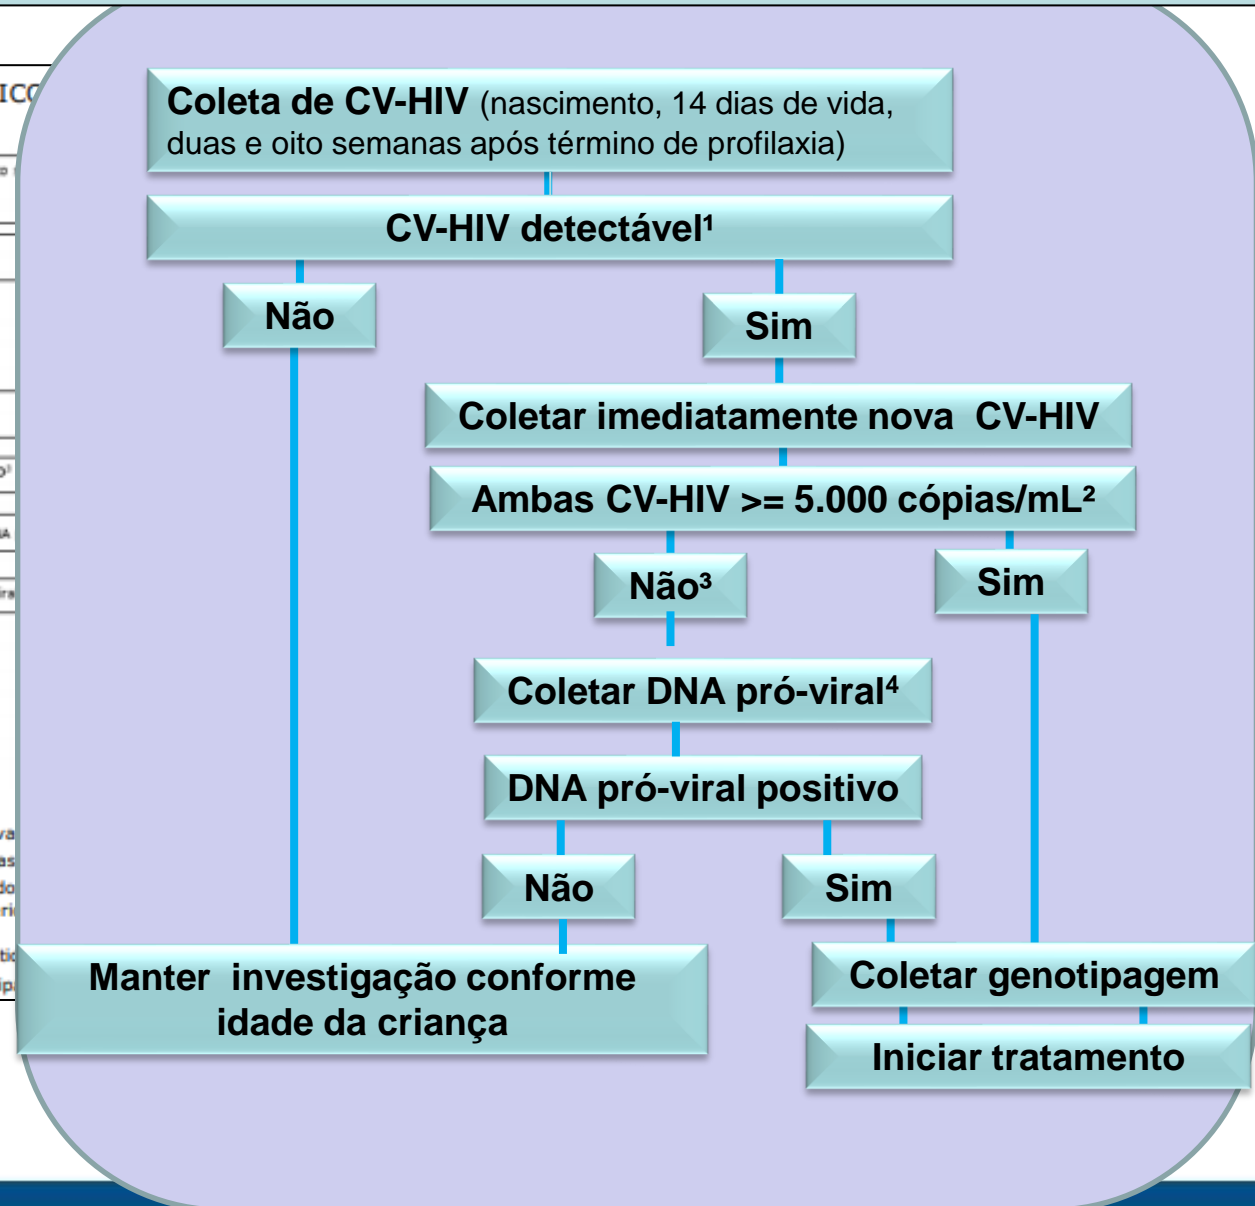 Coleta de CV-HIV (nascimento, 14 dias de vida,
duas e oito semanas após término de profilaxia)
CV-HIV detectável¹
Não
Sim
Coletar imediatamente nova CV-HIV
Ambas CV-HIV >= 5.000 cópias/mL²
Não³
Sim
Coletar DNA pró-viral⁴
DNA pró-viral positivo
Não
Sim
Manter investigação conforme
idade da criança
Coletar genotipagem
Iniciar tratamento